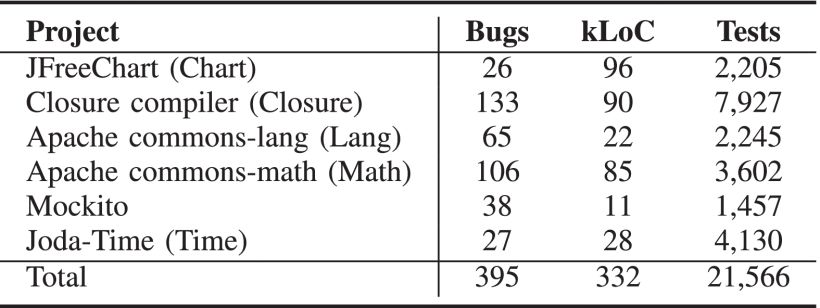 Project Bugs kLoC Tests
JFreeChart (Chart) 26 96 2,205
Closure compiler (Closure) 133 90 7,927
Apache commons-lang (Lang) 65 22 2,245
Apache commons-math (Math) 106 85 3,602
Mockito 38 11 1,457
Joda-Time (Time) 27 28 4,130
Total 395 332 21,566